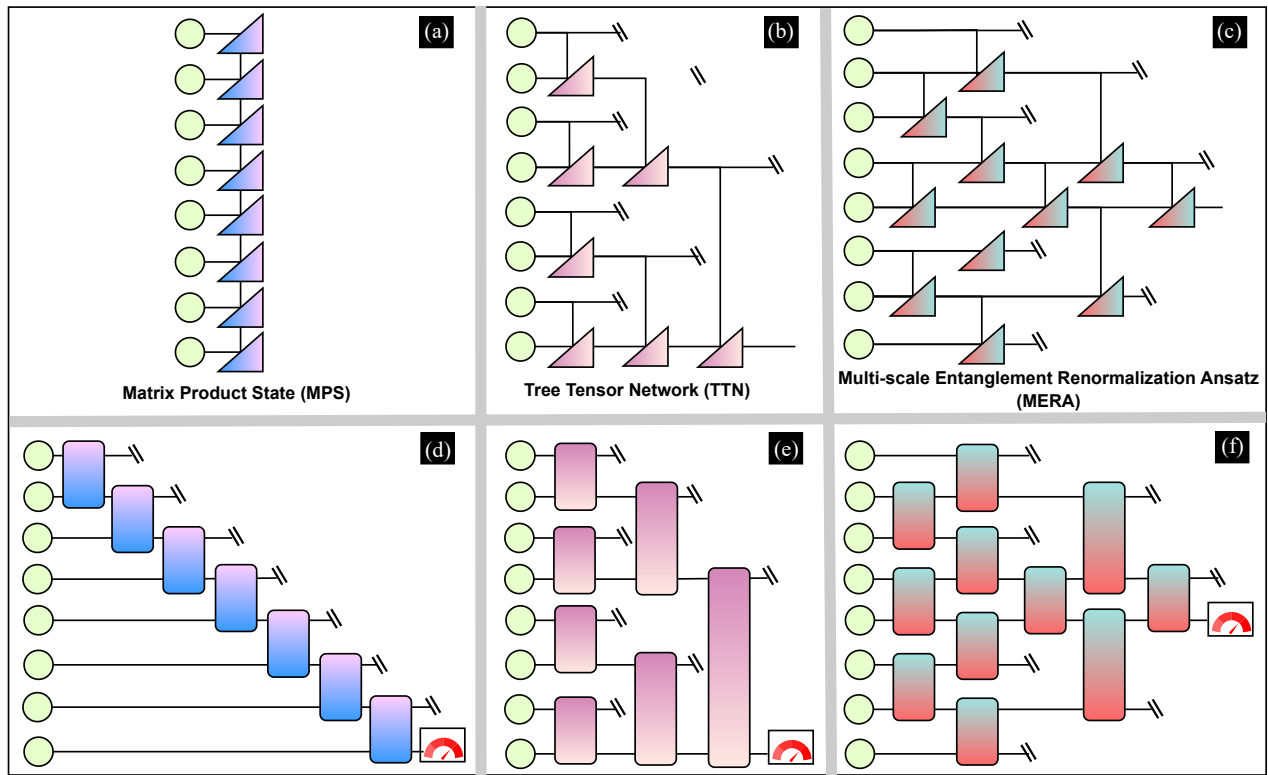 (a)
(b)
(c)
Matrix Product State (MPS)
Tree Tensor Network (TTN)
Multi-scale Entanglement Renormalization Ansatz
(MERA)
(d)
(e)
(f)